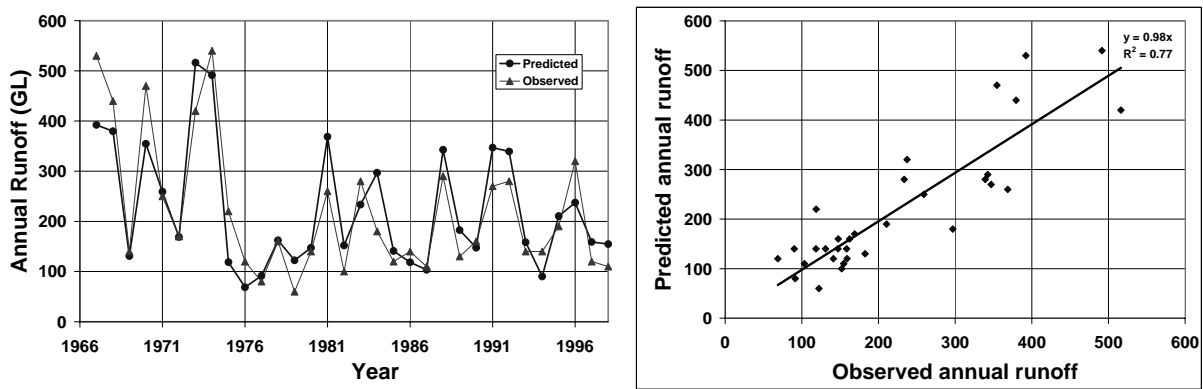 600
500
400
300
200
100
0
1966 1971 1976 1981 1986 1991 1996
Annual Runoff (GL)
Year
Predicted
Observed
600
500
400
300
200
100
0
0 100 200 300 400 500 600
Predicted annual runoff
Observed annual runoff
y = 0.98x
R² = 0.77